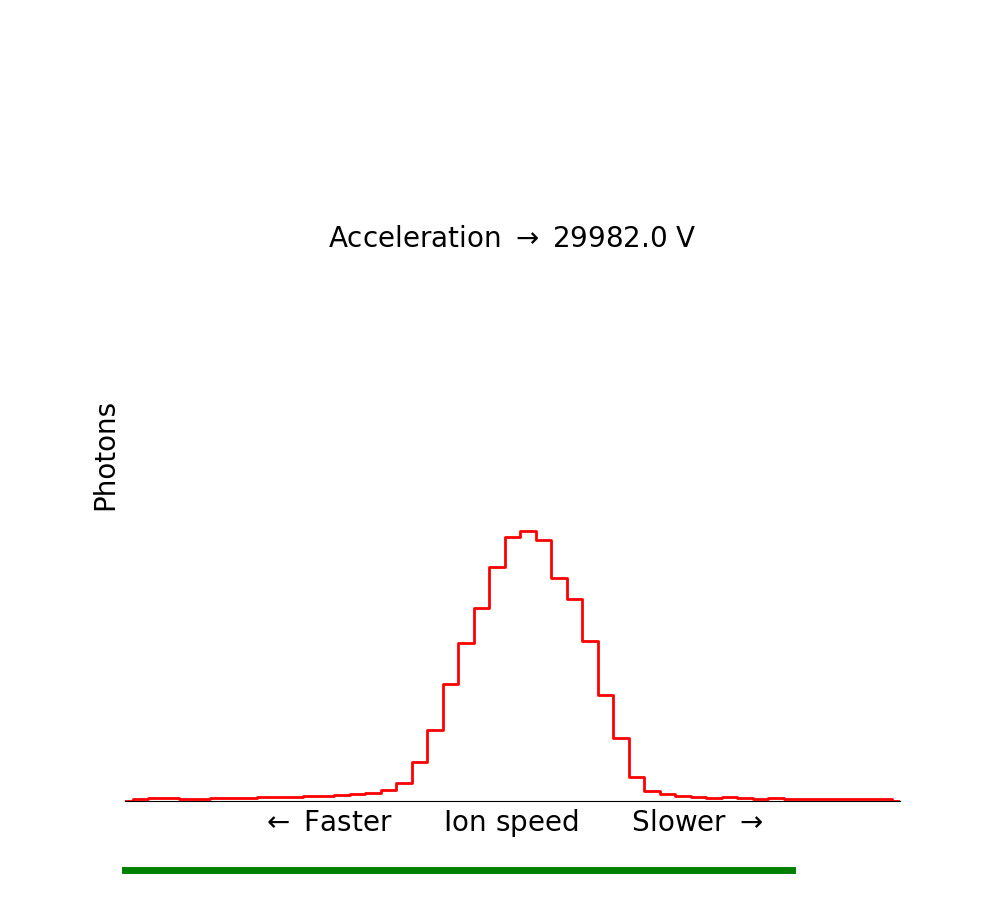 Acceleration → 29982.0 V
Photons
← Faster Ion speed Slower →